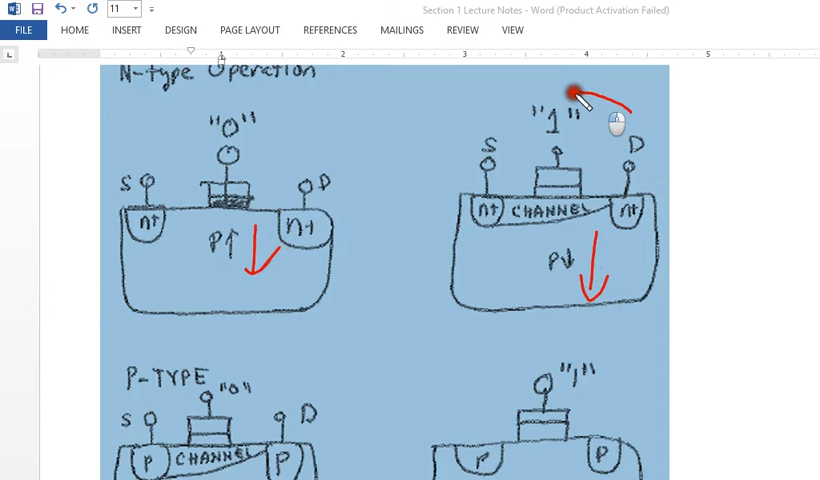 11
Section 1 Lecture Notes - Word (Product Activation Failed)
FILE HOME INSERT DESIGN PAGE LAYOUT REFERENCES MAILINGS REVIEW VIEW
1 2 3 4 5
N-type Operation
"0" "1"
S D S D
n+ n+ n+ CHANNEL n+
P↑ P↓
P-TYPE "0" "1"
S D
P CHANNEL P P P